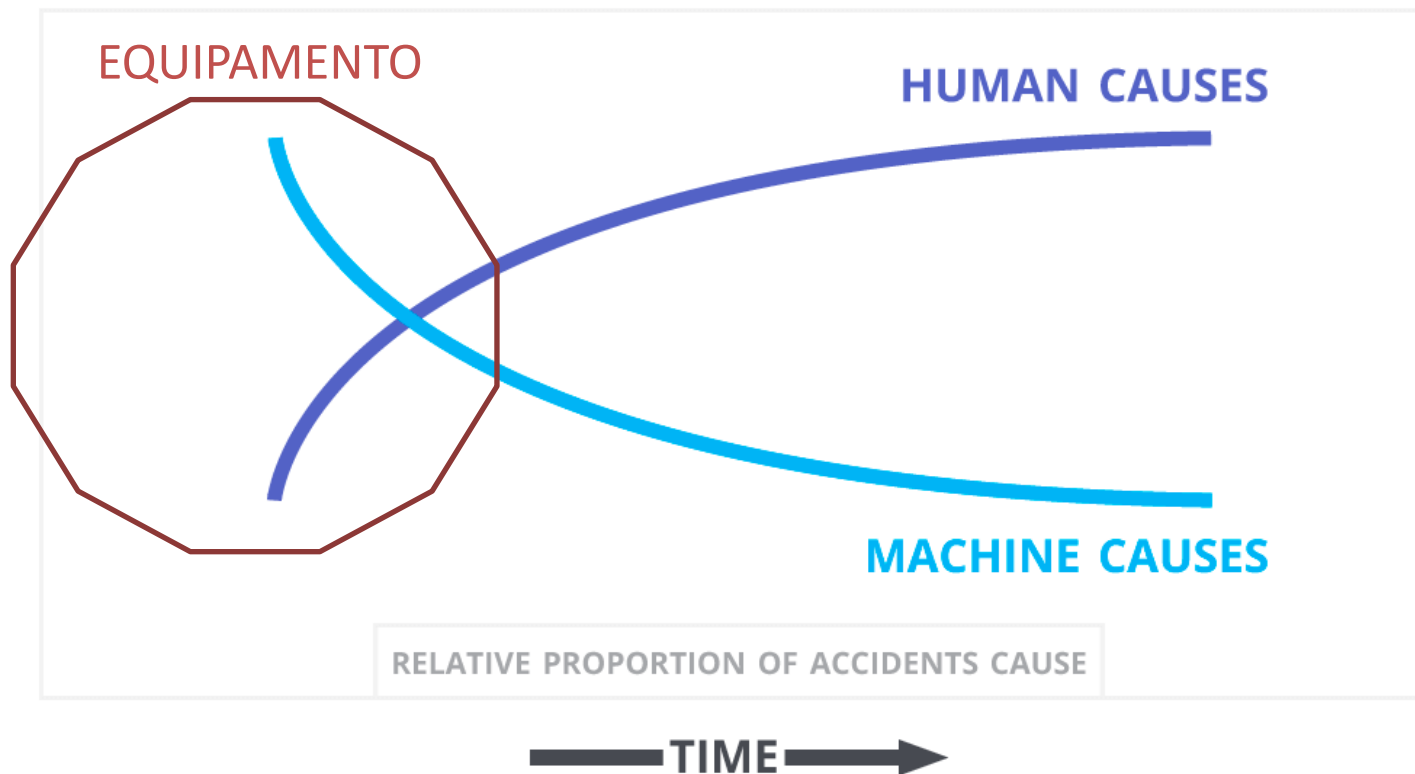 EQUIPAMENTO
HUMAN CAUSES
MACHINE CAUSES
RELATIVE PROPORTION OF ACCIDENTS CAUSE
TIME